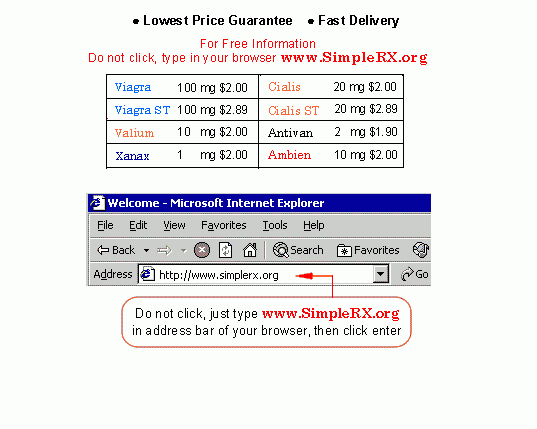 ● Lowest Price Guarantee ● Fast Delivery
For Free Information
Do not click, type in your browser www.SimpleRX.org
Viagra 100 mg $2.00 Cialis 20 mg $2.00
Viagra ST 100 mg $2.89 Cialis ST 20 mg $2.89
Valium 10 mg $2.00 Antivan 2 mg $1.90
Xanax 1 mg $2.00 Ambien 10 mg $2.00
Welcome - Microsoft Internet Explorer
File Edit View Favorites Tools Help
Back Search Favorites
Address http://www.simplerx.org Go
Do not click, just type www.SimpleRX.org
in address bar of your browser, then click enter